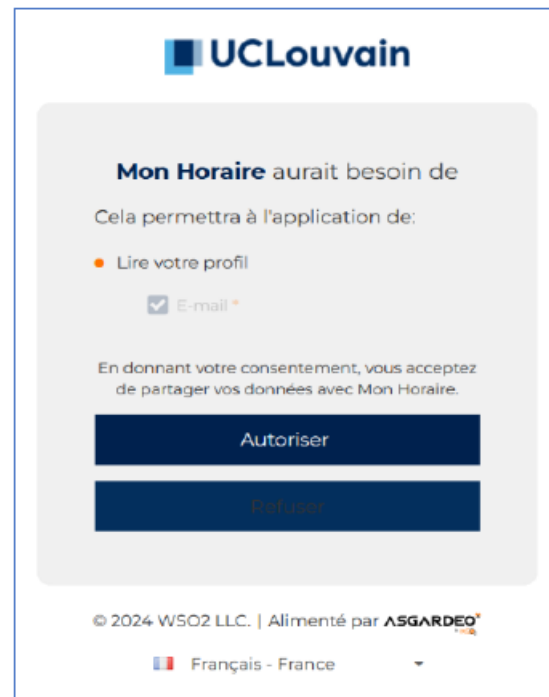 UCLouvain
Mon Horaire aurait besoin de
Cela permettra à l'application de:
Lire votre profil
E-mail *
En donnant votre consentement, vous acceptez
de partager vos données avec Mon Horaire.
Autoriser
Refuser
© 2024 WSO2 LLC. | Alimenté par ASGARDEO
Français - France